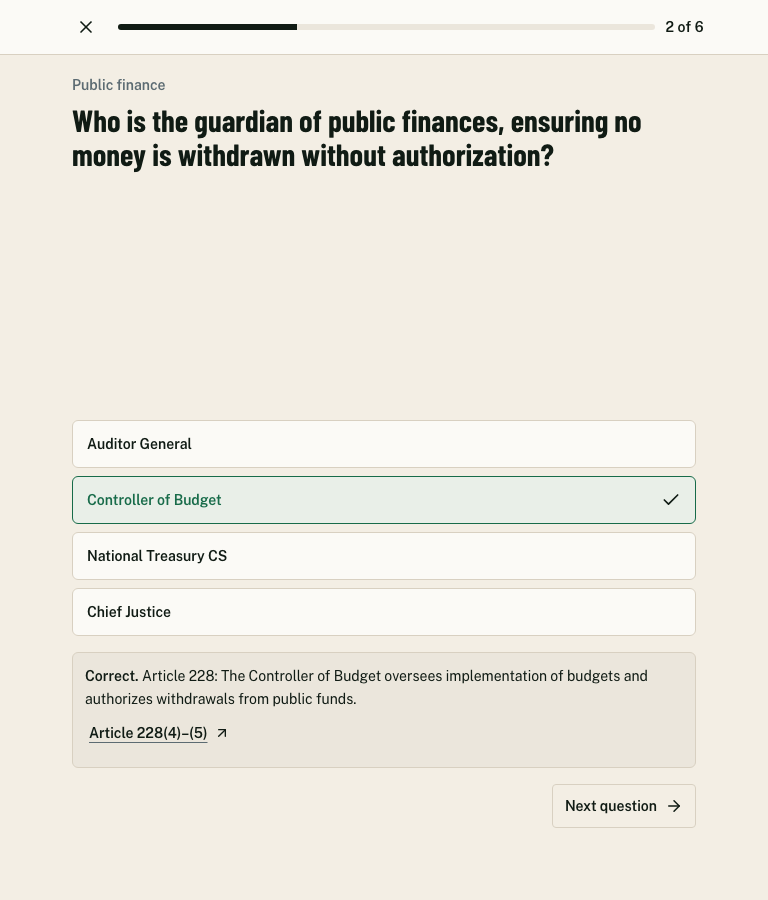 2 of 6
Public finance
Who is the guardian of public finances, ensuring no
money is withdrawn without authorization?
Auditor General
Controller of Budget
National Treasury CS
Chief Justice
Correct. Article 228: The Controller of Budget oversees implementation of budgets and
authorizes withdrawals from public funds.
Article 228(4)–(5)
Next question